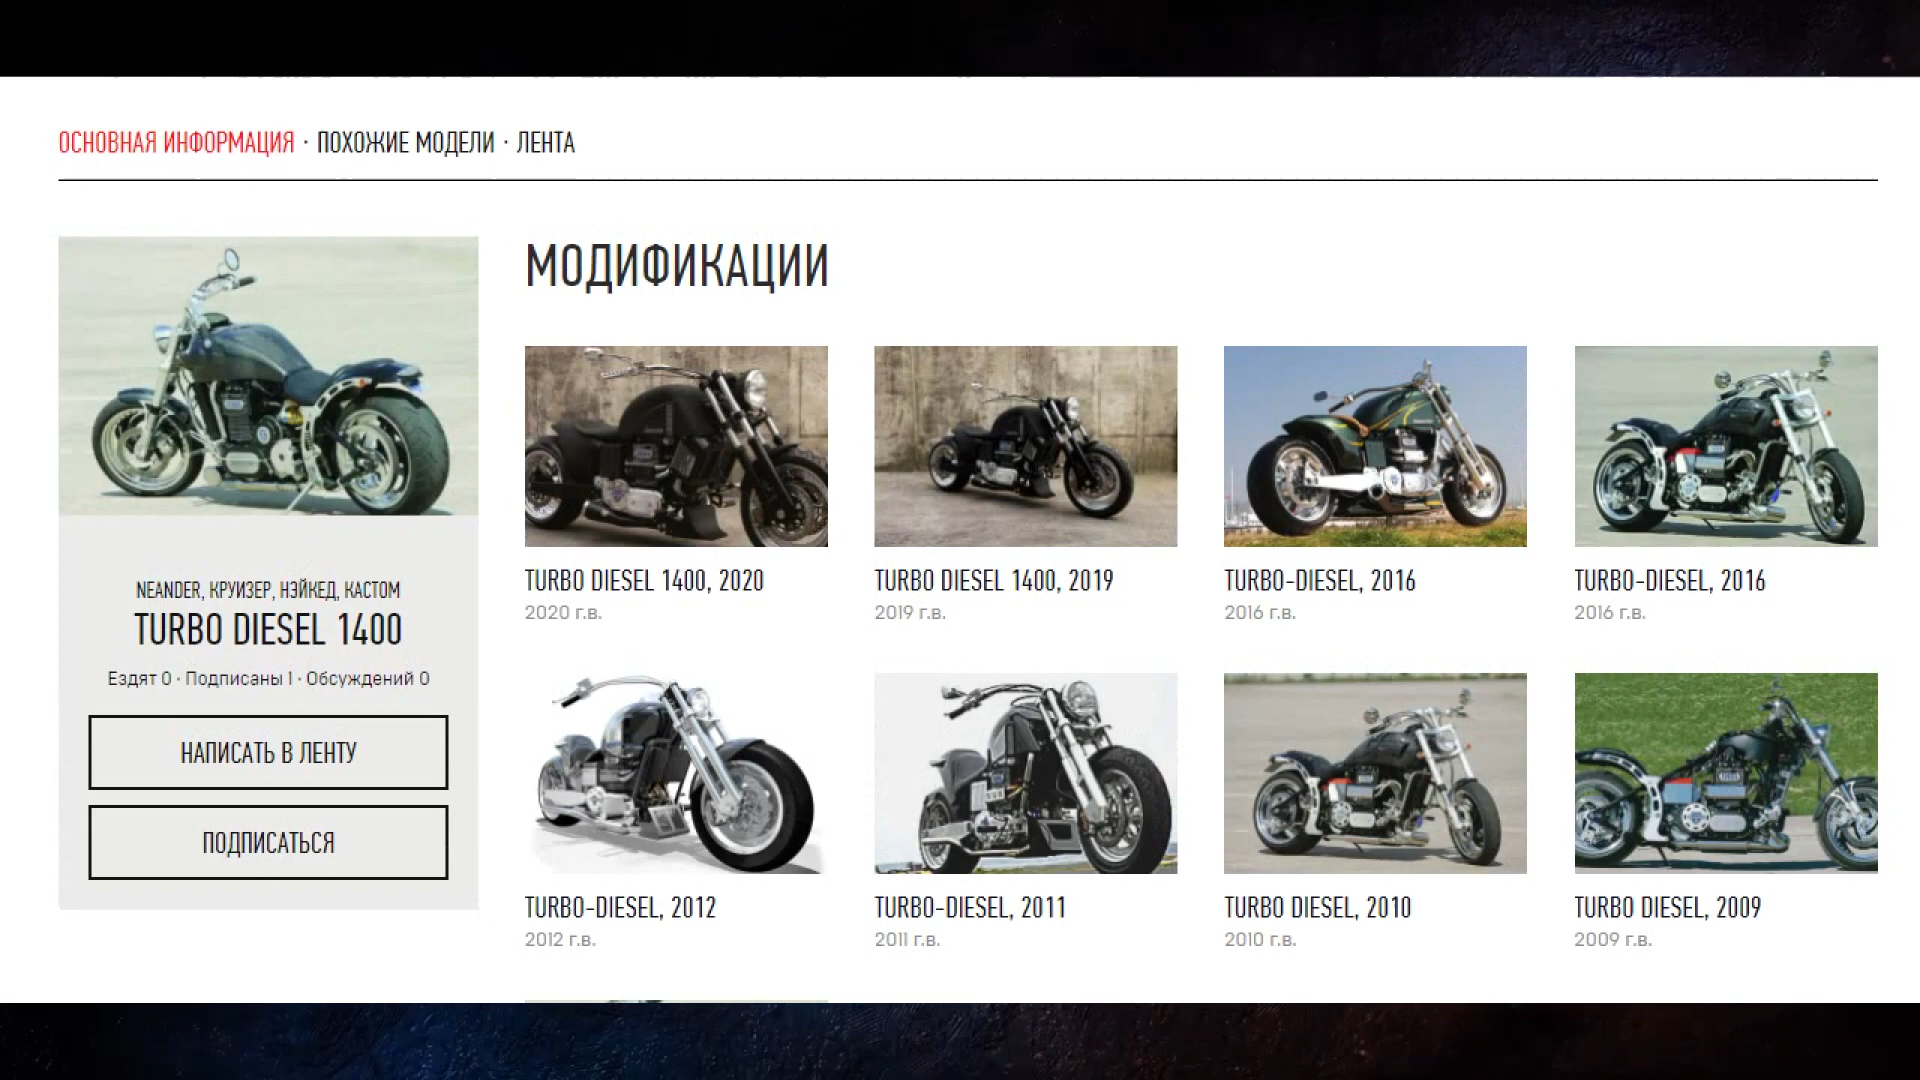 ОСНОВНАЯ ИНФОРМАЦИЯ · ПОХОЖИЕ МОДЕЛИ · ЛЕНТА
МОДИФИКАЦИИ
NEANDER, КРУИЗЕР, НЭЙКЕД, КАСТОМ
TURBO DIESEL 1400
Ездят 0 · Подписаны 1 · Обсуждений 0
НАПИСАТЬ В ЛЕНТУ
ПОДПИСАТЬСЯ
TURBO DIESEL 1400, 2020
2020 г.в.
TURBO DIESEL 1400, 2019
2019 г.в.
TURBO-DIESEL, 2016
2016 г.в.
TURBO-DIESEL, 2016
2016 г.в.
TURBO-DIESEL, 2012
2012 г.в.
TURBO-DIESEL, 2011
2011 г.в.
TURBO DIESEL, 2010
2010 г.в.
TURBO DIESEL, 2009
2009 г.в.